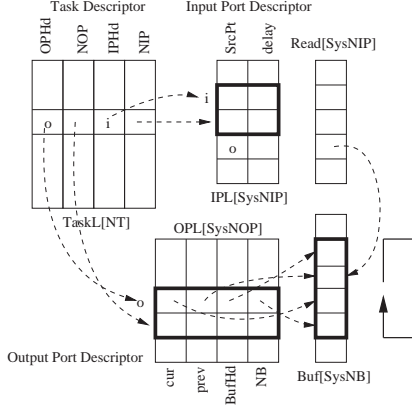 Task Descriptor
Input Port Descriptor
OPHd
NOP
IPHd
NIP
SrcPt
delay
Read[SysNIP]
i
o
i
o
IPL[SysNIP]
TaskL[NT]
OPL[SysNOP]
o
Output Port Descriptor
cur
prev
BufHd
NB
Buf[SysNB]